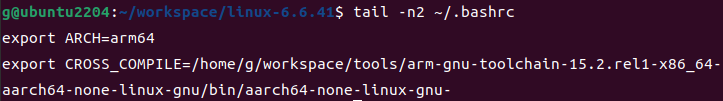 g@ubuntu2204:~/workspace/linux-6.6.41$ tail -n2 ~/.bashrc
export ARCH=arm64
export CROSS_COMPILE=/home/g/workspace/tools/arm-gnu-toolchain-15.2.rel1-x86_64-
aarch64-none-linux-gnu/bin/aarch64-none-linux-gnu-